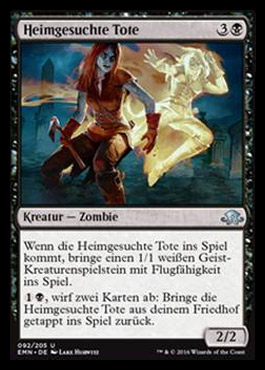 Heimgesuchte Tote 3
Kreatur — Zombie
Wenn die Heimgesuchte Tote ins Spiel
kommt, bringe einen 1/1 weißen Geist-
Kreaturenspielstein mit Flugfähigkeit
ins Spiel.
1, wirf zwei Karten ab: Bringe die
Heimgesuchte Tote aus deinem Friedhof
getappt ins Spiel zurück.
2/2
092/205 U
EMN • DE Lake Hurwitz
™ & © 2016 Wizards of the Coast